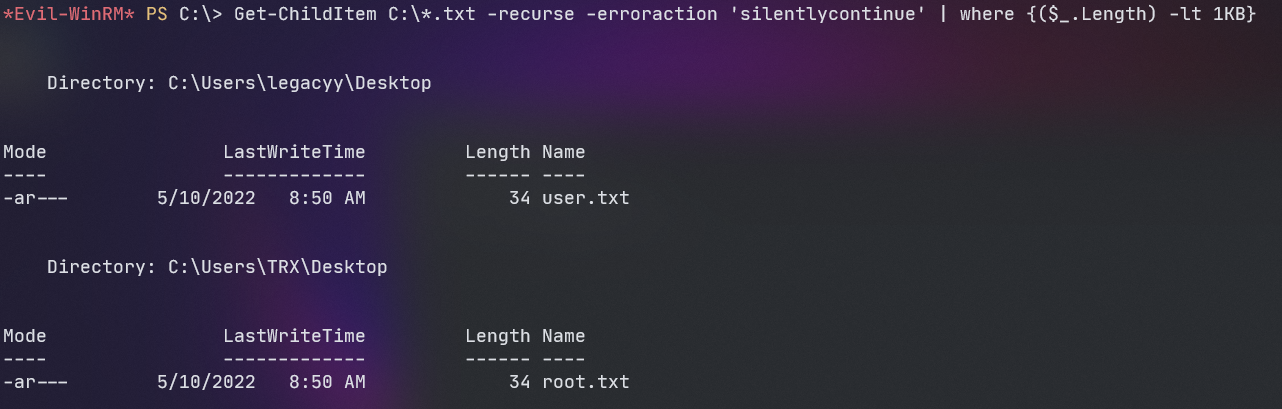 *Evil-WinRM* PS C:\> Get-ChildItem C:\*.txt -recurse -erroraction 'silentlycontinue' | where {($_.Length) -lt 1KB}
    Directory: C:\Users\legacyy\Desktop
Mode                LastWriteTime         Length Name
----                -------------         ------ ----
-ar---        5/10/2022   8:50 AM             34 user.txt
    Directory: C:\Users\TRX\Desktop
Mode                LastWriteTime         Length Name
----                -------------         ------ ----
-ar---        5/10/2022   8:50 AM             34 root.txt